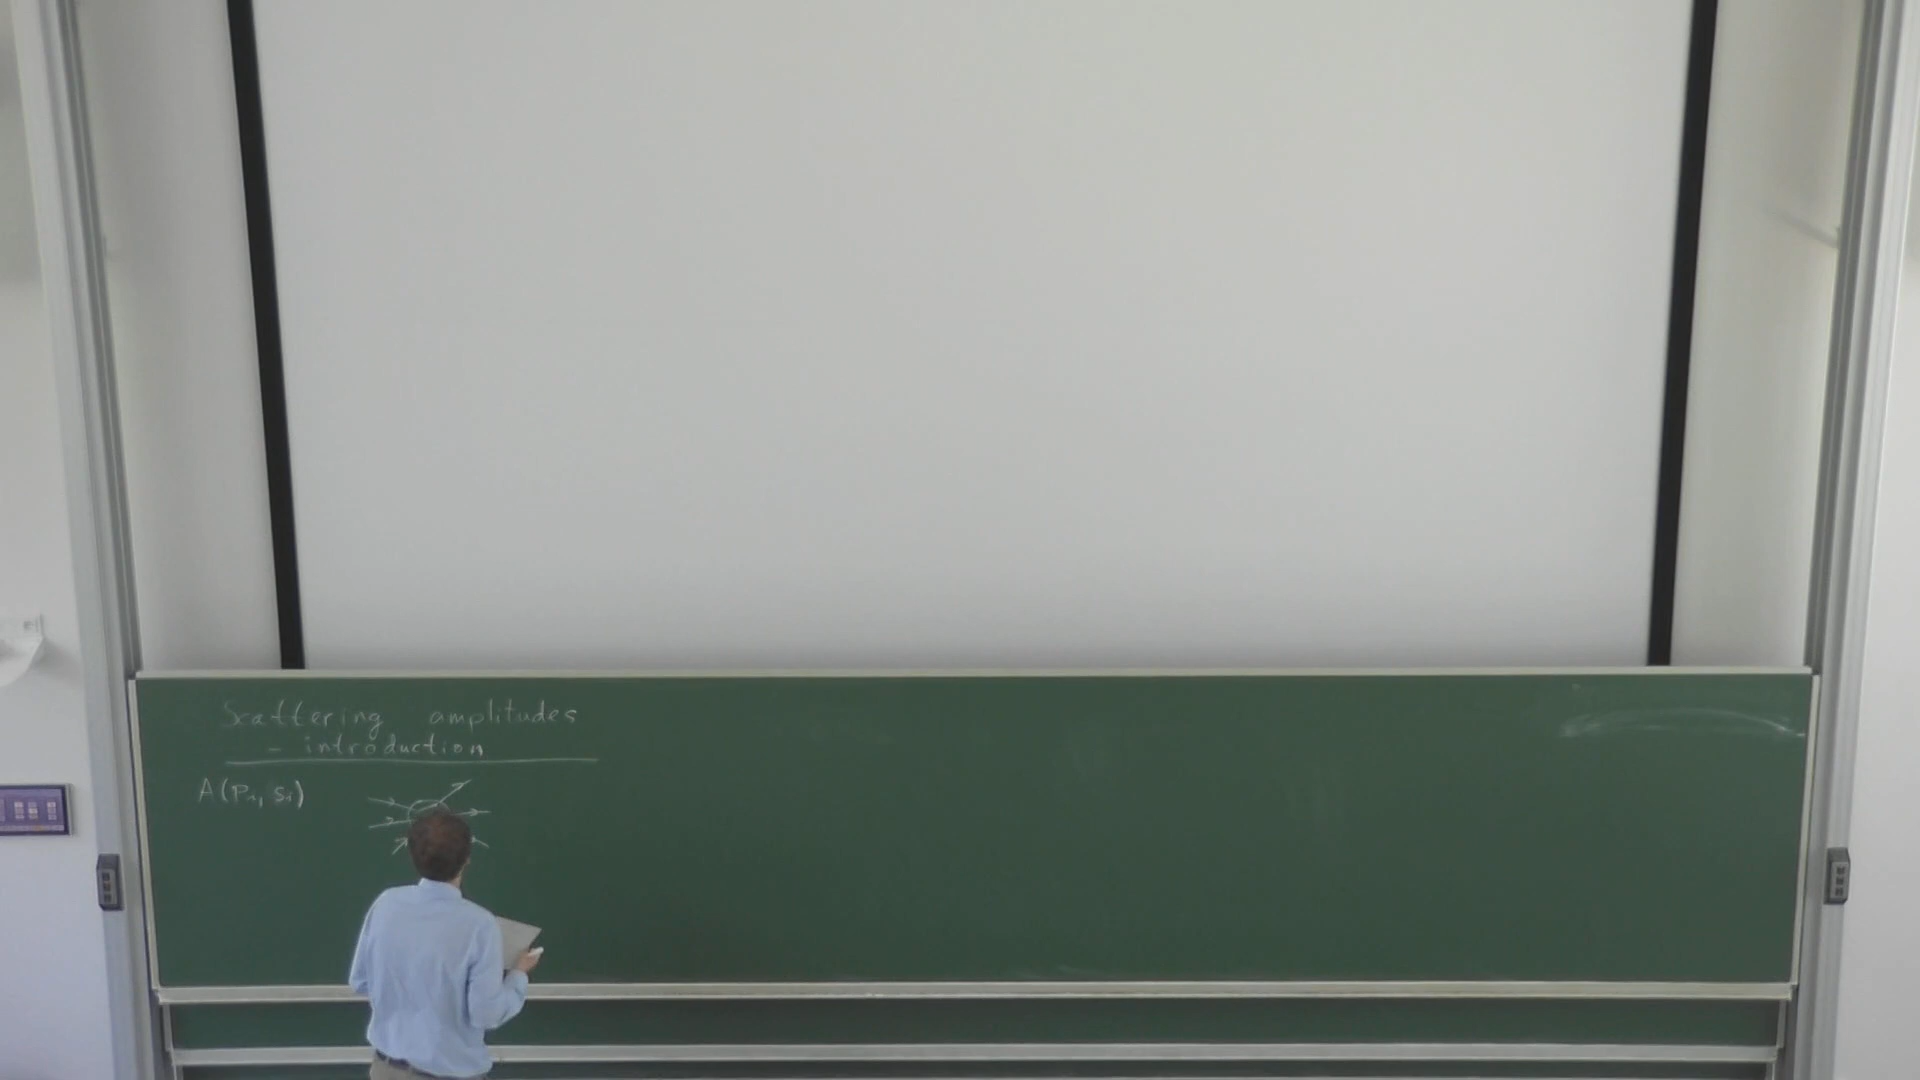 Scattering amplitudes
- introduction
A(pi, si)